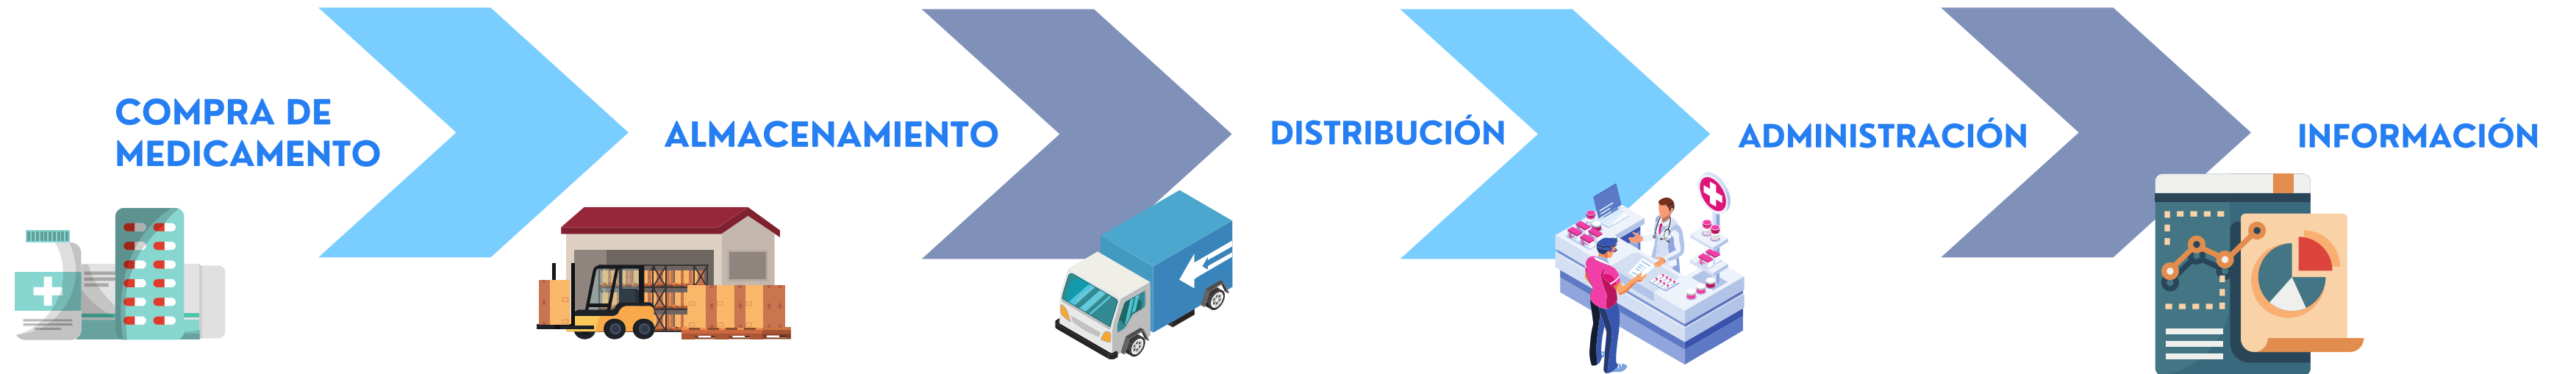 COMPRA DE
MEDICAMENTO
ALMACENAMIENTO
DISTRIBUCIÓN
ADMINISTRACIÓN
INFORMACIÓN